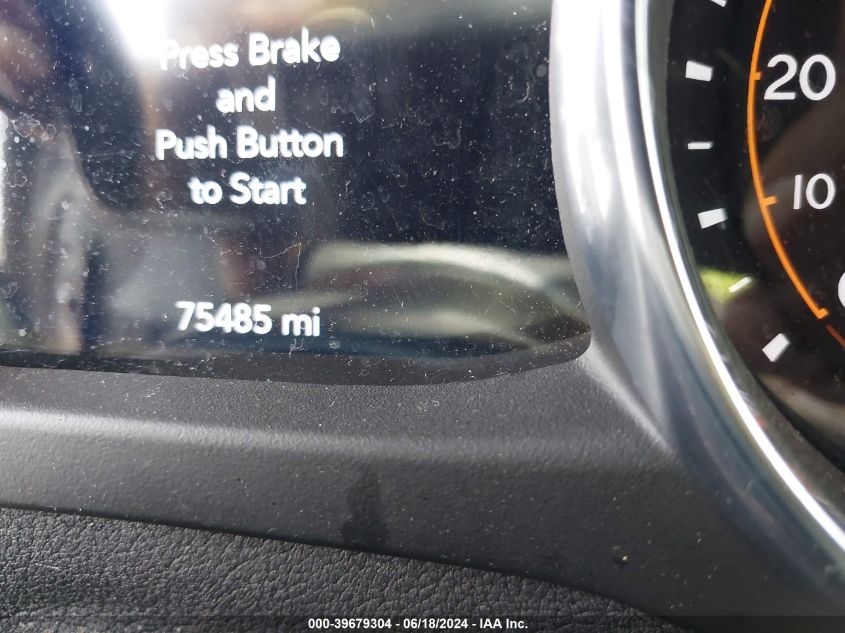 Press Brake
and
Push Button
to Start
75485 mi
20
10
000-39679304 - 06/18/2024 - IAA Inc.